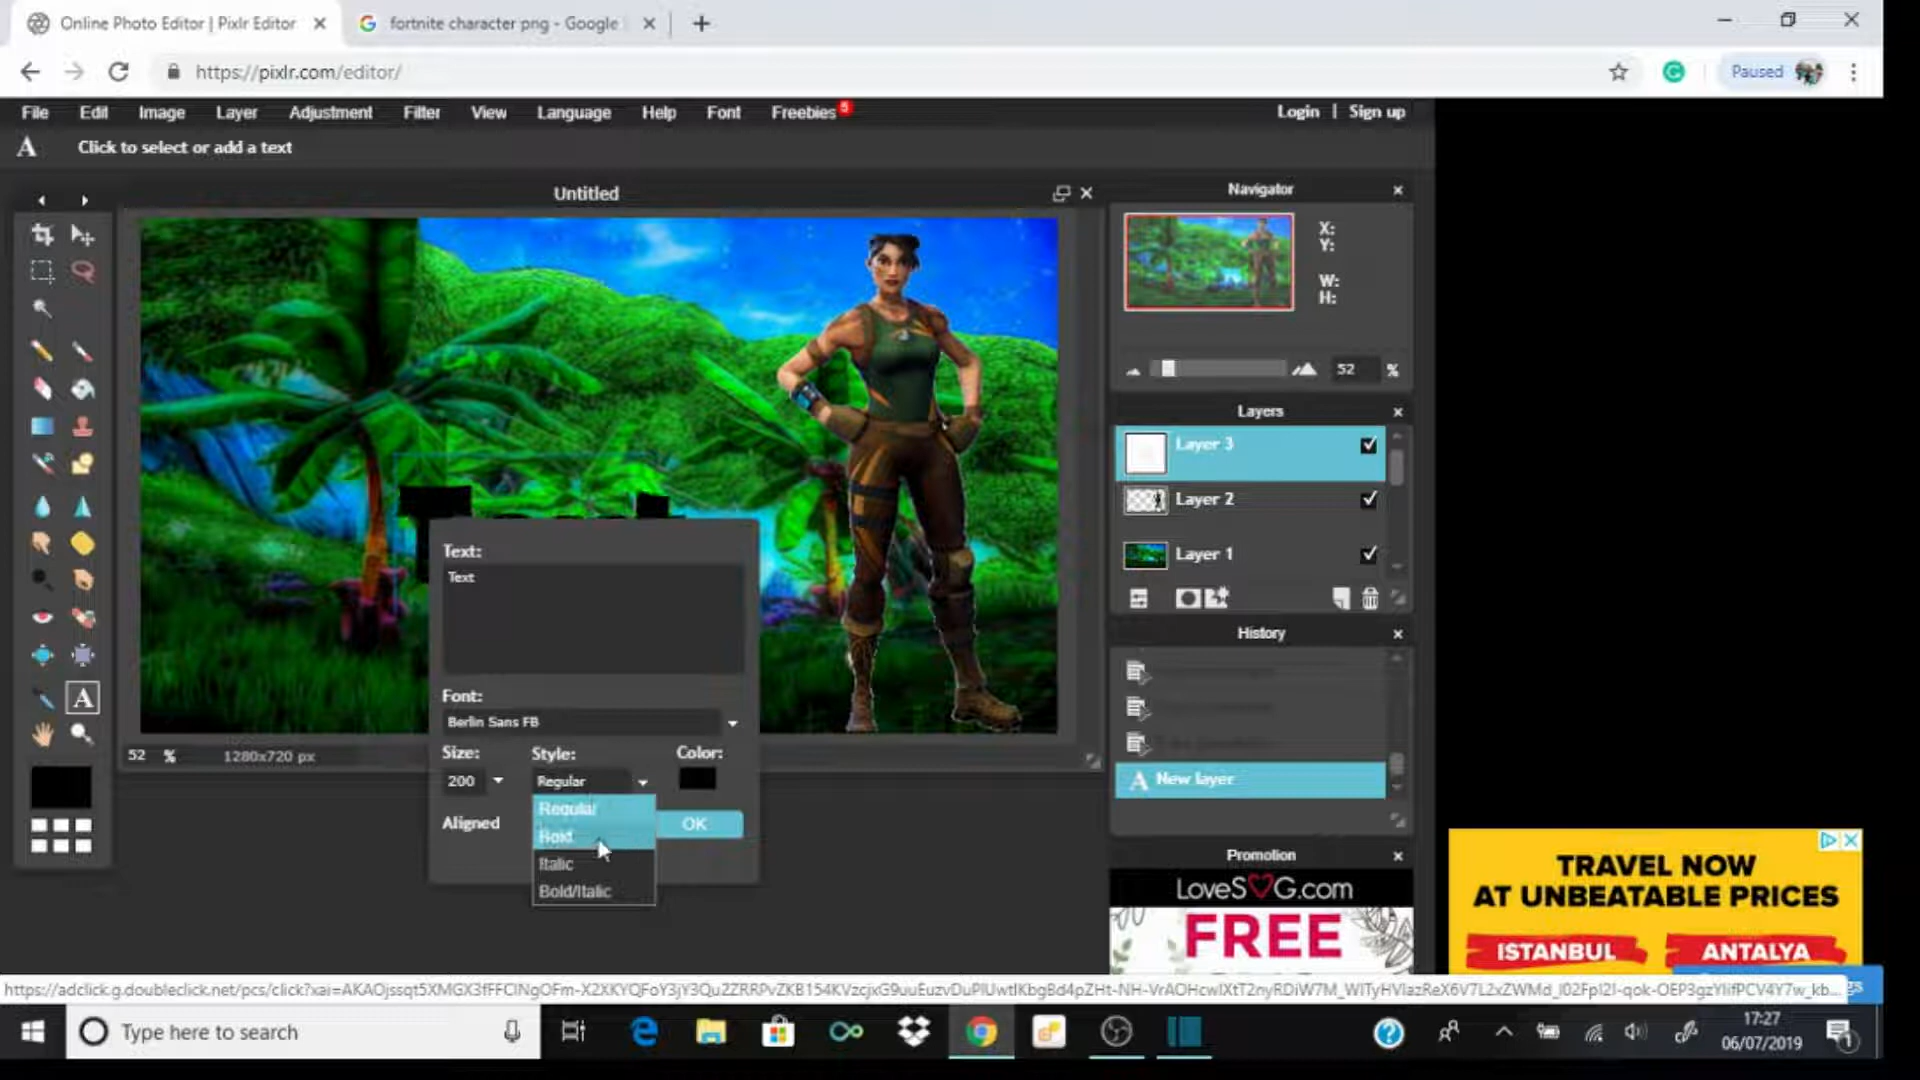 Online Photo Editor | Pixlr Editor
fortnite character png - Google
https://pixlr.com/editor/
Paused
File Edit Image Layer Adjustment Filter View Language Help Font Freebies 5
Login | Sign up
A Click to select or add a text
Untitled
Navigator
X:
Y:
W:
H:
52 %
Layers
Layer 3
Layer 2
Layer 1
History
A New layer
Text:
Text
Font:
Berlin Sans FB
Size: Style: Color:
200 Regular
Regular
Bold
Italic
Bold/Italic
Aligned
OK
A
52 % 1280x720 px
Promotion
LoveSVG.com
FREE
TRAVEL NOW
AT UNBEATABLE PRICES
ISTANBUL ANTALYA
Type here to search
17:27
06/07/2019
1